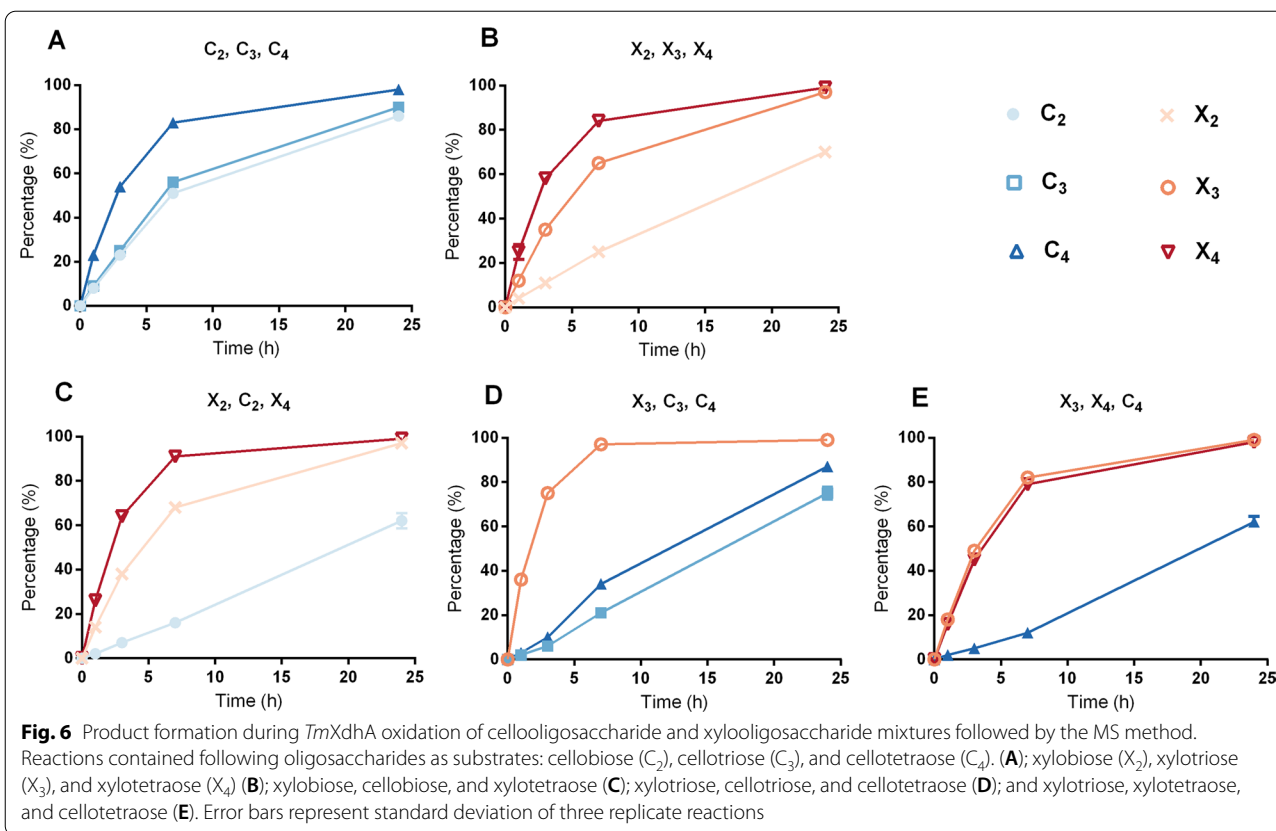 A
C₂, C₃, C₄
Percentage (%)
100
80
60
40
20
0
0 5 10 15 20 25
Time (h)
B
X₂, X₃, X₄
Percentage (%)
100
80
60
40
20
0
0 5 10 15 20 25
Time (h)
C₂ X₂
C₃ X₃
C₄ X₄
C
X₂, C₂, X₄
Percentage (%)
100
80
60
40
20
0
0 5 10 15 20 25
Time (h)
D
X₃, C₃, C₄
Percentage (%)
100
80
60
40
20
0
0 5 10 15 20 25
Time (h)
E
X₃, X₄, C₄
Percentage (%)
100
80
60
40
20
0
0 5 10 15 20 25
Time (h)
Fig. 6 Product formation during TmXdhA oxidation of cellooligosaccharide and xylooligosaccharide mixtures followed by the MS method.
Reactions contained following oligosaccharides as substrates: cellobiose (C₂), cellotriose (C₃), and cellotetraose (C₄). (A); xylobiose (X₂), xylotriose
(X₃), and xylotetraose (X₄) (B); xylobiose, cellobiose, and xylotetraose (C); xylotriose, cellotriose, and cellotetraose (D); and xylotriose, xylotetraose,
and cellotetraose (E). Error bars represent standard deviation of three replicate reactions